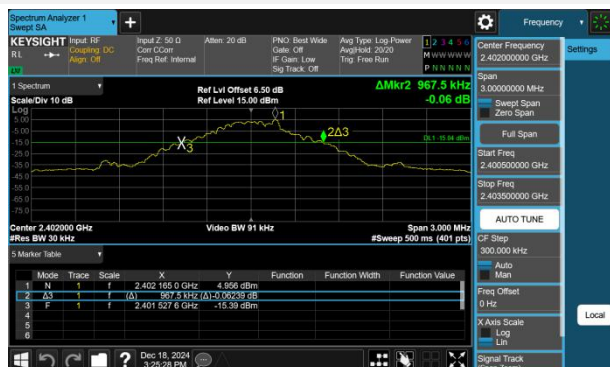 Spectrum Analyzer 1
Swept SA
Frequency
KEYSIGHT Input: RF Input Z: 50 Ω Atten: 20 dB PNO: Best Wide Avg Type: Log-Power 1 2 3 4 5 6
RL Coupling: DC Corr CCorr Gate: Off Avg|Hold: 20/20 M W W W W W
Align: Off Freq Ref: Internal IF Gain: Low Trig: Free Run
Sig Track: Off P N N N N N
1 Spectrum
Ref Lvl Offset 6.50 dB ΔMkr2 967.5 kHz
Scale/Div 10 dB Ref Level 15.00 dBm -0.06 dB
Log
5.00
-5.00
-15.0
-25.0
-35.0
-45.0
-55.0
-65.0
-75.0
1
2Δ3
X3
DL1 -15.04 dBm
Center 2.402000 GHz Video BW 91 kHz Span 3.000 MHz
#Res BW 30 kHz #Sweep 500 ms (401 pts)
5 Marker Table
Mode Trace Scale X Y Function Function Width Function Value
1 N 1 f 2.402 165 0 GHz 4.956 dBm
2 Δ3 1 f (Δ) 967.5 kHz (Δ) -0.06239 dB
3 F 1 f 2.401 527 6 GHz -15.39 dBm
4
5
6
Dec 18, 2024
3:25:28 PM
Center Frequency
2.402000000 GHz
Settings
Span
3.00000000 MHz
Swept Span
Zero Span
Full Span
Start Freq
2.400500000 GHz
Stop Freq
2.403500000 GHz
AUTO TUNE
CF Step
300.000 kHz
Auto
Man
Freq Offset
0 Hz
Local
X Axis Scale
Log
Lin
Signal Track